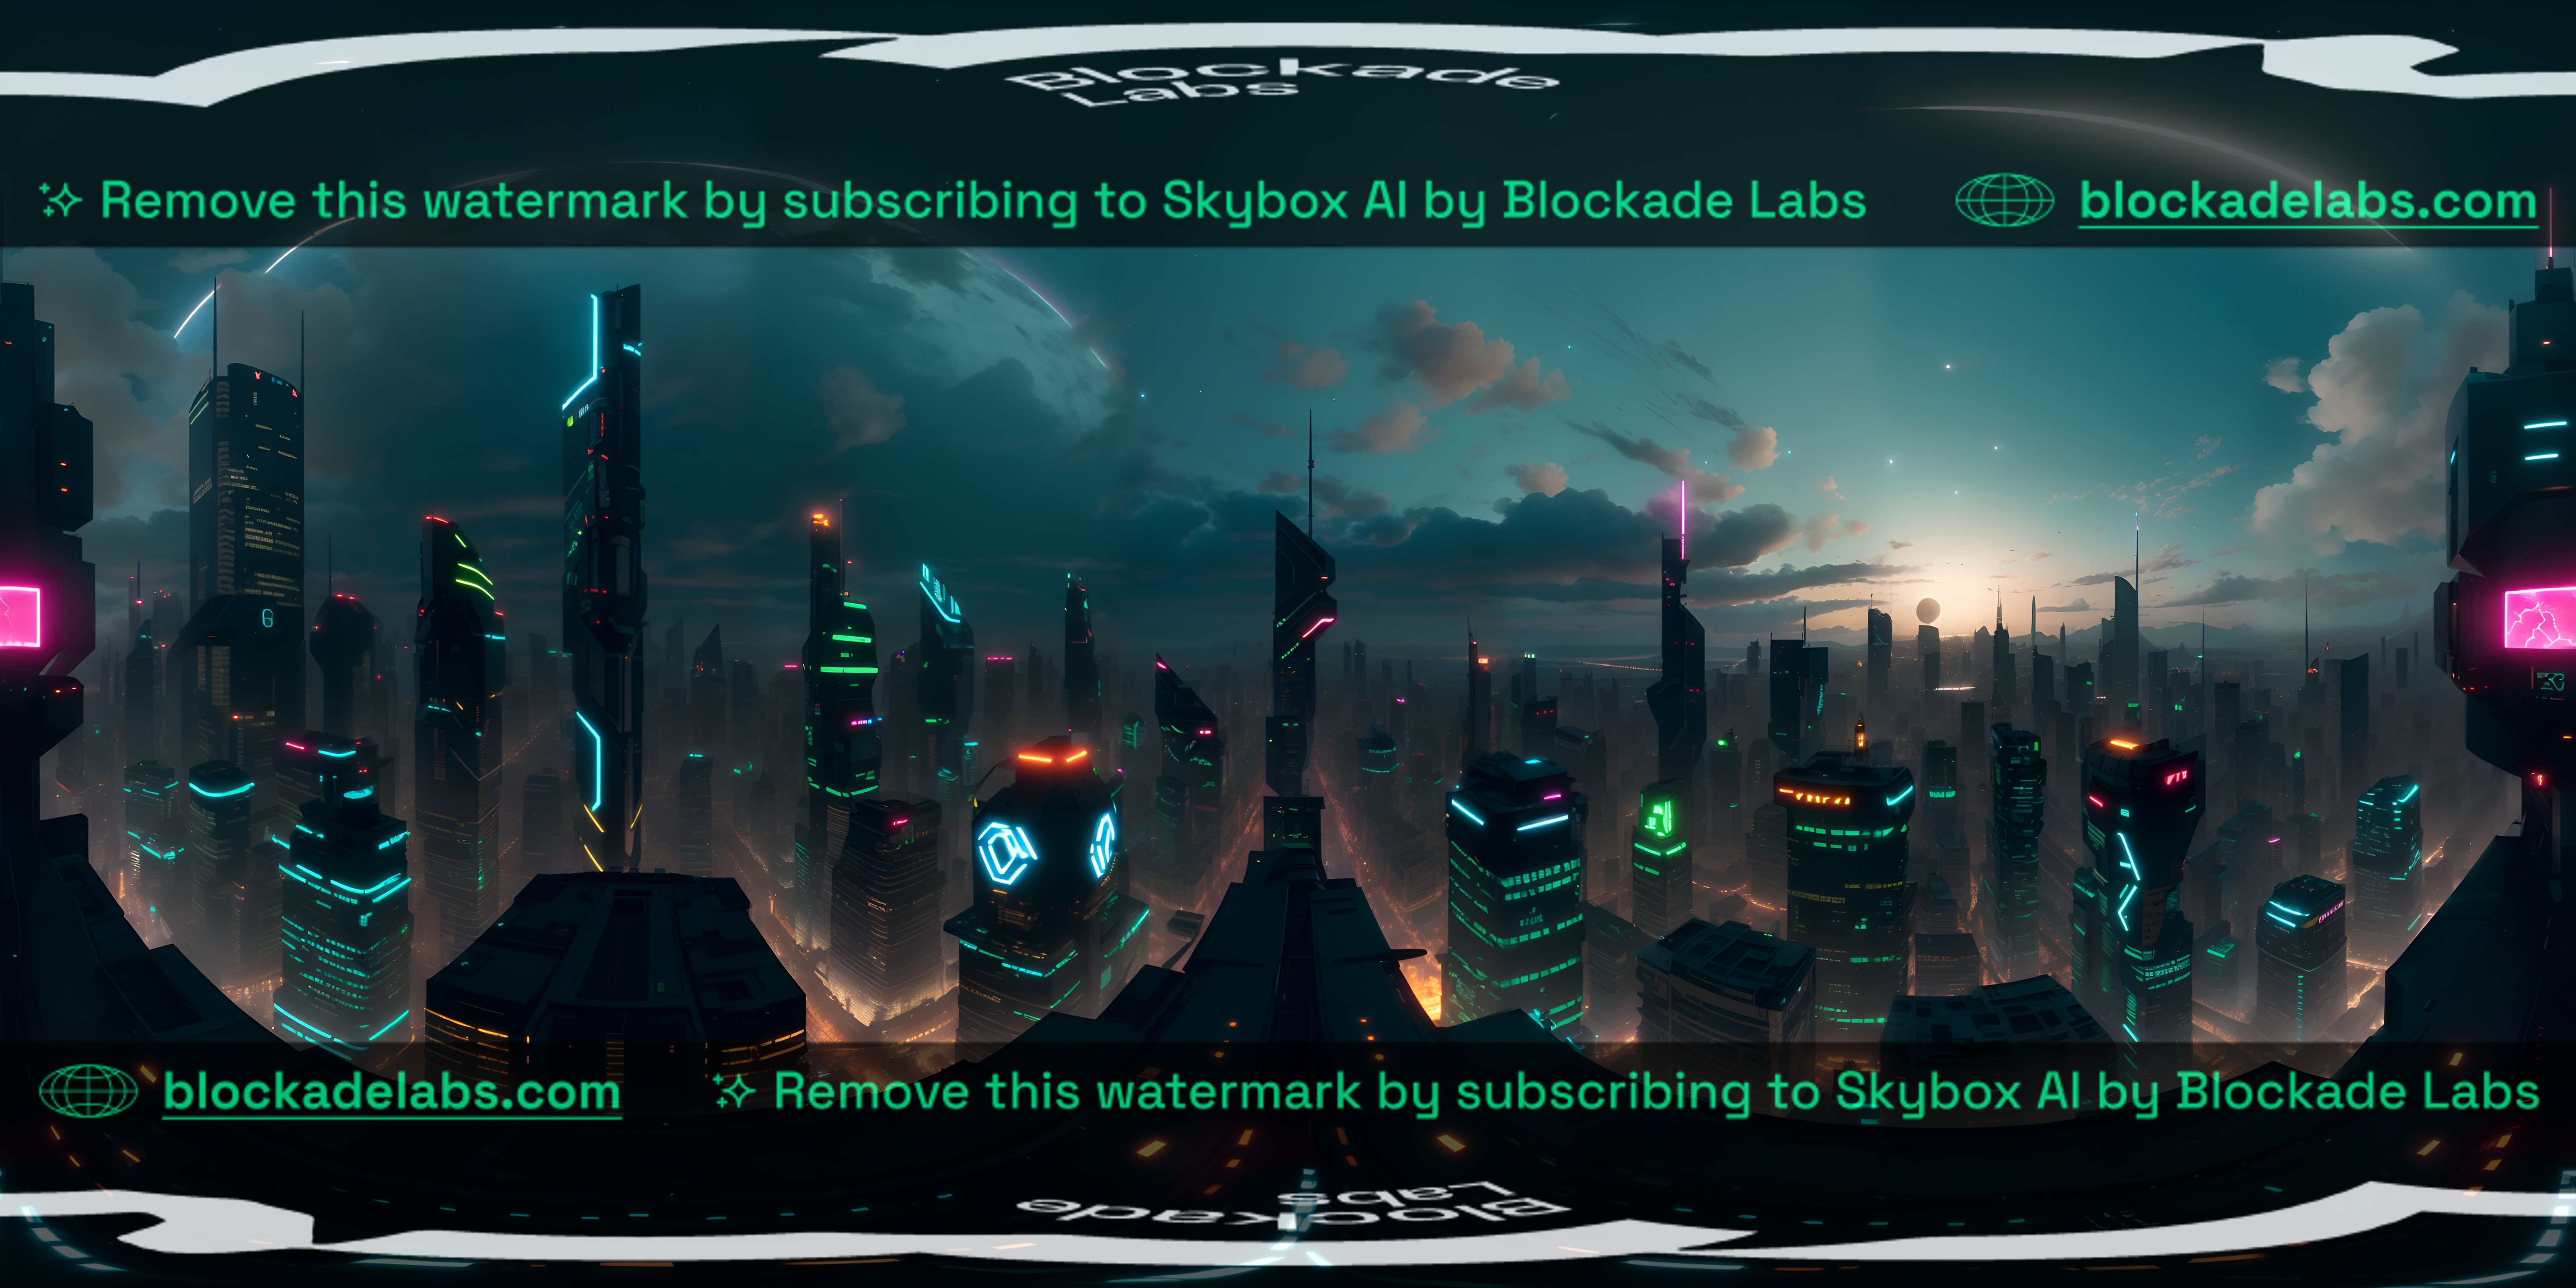 Blockade
Labs
Remove this watermark by subscribing to Skybox AI by Blockade Labs
blockadelabs.com
blockadelabs.com
Remove this watermark by subscribing to Skybox AI by Blockade Labs
Labs
Blockade